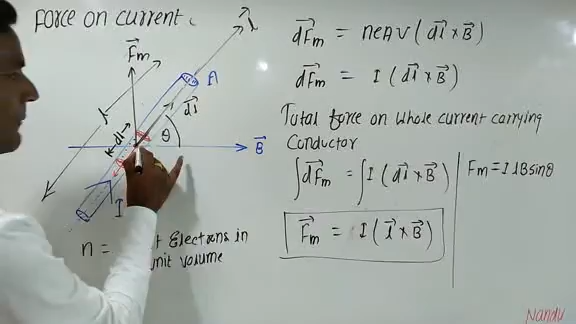 Force on current
l
F⃗m
A
dl⃗
l
dl
θ
B⃗
I
n = t Electrons in
nit volume
dF⃗m = neAV (dl⃗ × B⃗)
dF⃗m = I (dl⃗ × B⃗)
Total force on whole current carrying
Conductor
∫dF⃗m = ∫I (dl⃗ × B⃗)
F⃗m = I (l⃗ × B⃗)
Fm = I l B sinθ
Nandu